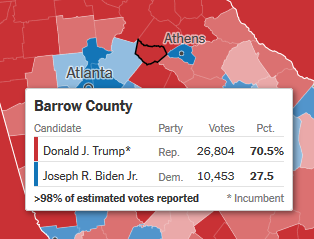 Athens
Atlanta
Barrow County
Candidate Party Votes Pct.
Donald J. Trump* Rep. 26,804 70.5%
Joseph R. Biden Jr. Dem. 10,453 27.5
>98% of estimated votes reported * Incumbent